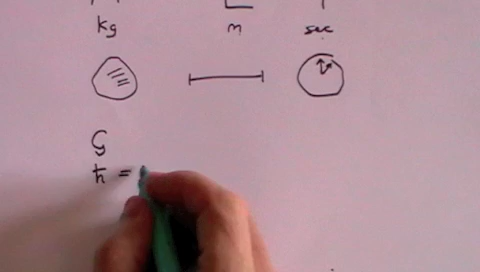 kg m sec
G
ħ =